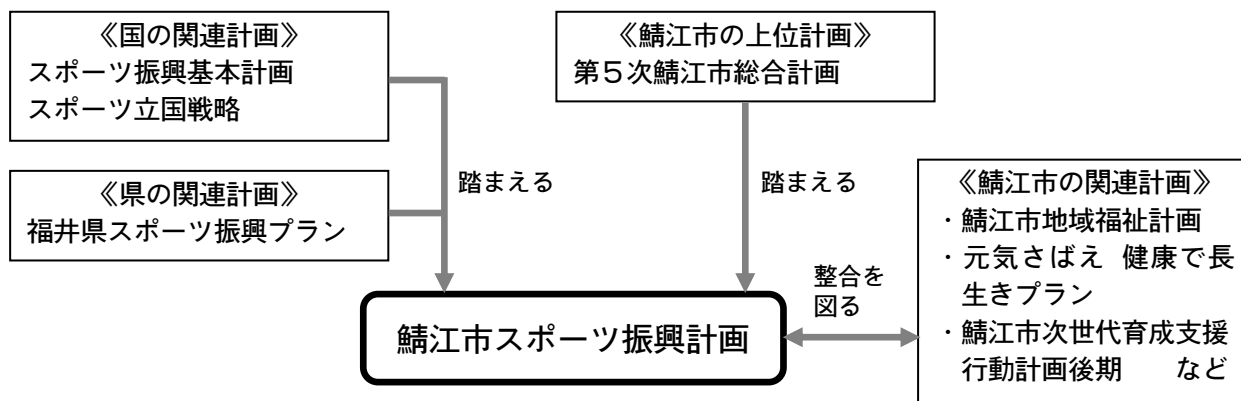 《国の関連計画》
スポーツ振興基本計画
スポーツ立国戦略
《鯖江市の上位計画》
第5次鯖江市総合計画
踏まえる
踏まえる
《県の関連計画》
福井県スポーツ振興プラン
《鯖江市の関連計画》
・鯖江市地域福祉計画
・元気さばえ 健康で長
生きプラン
・鯖江市次世代育成支援
行動計画後期 など
整合を
図る
鯖江市スポーツ振興計画